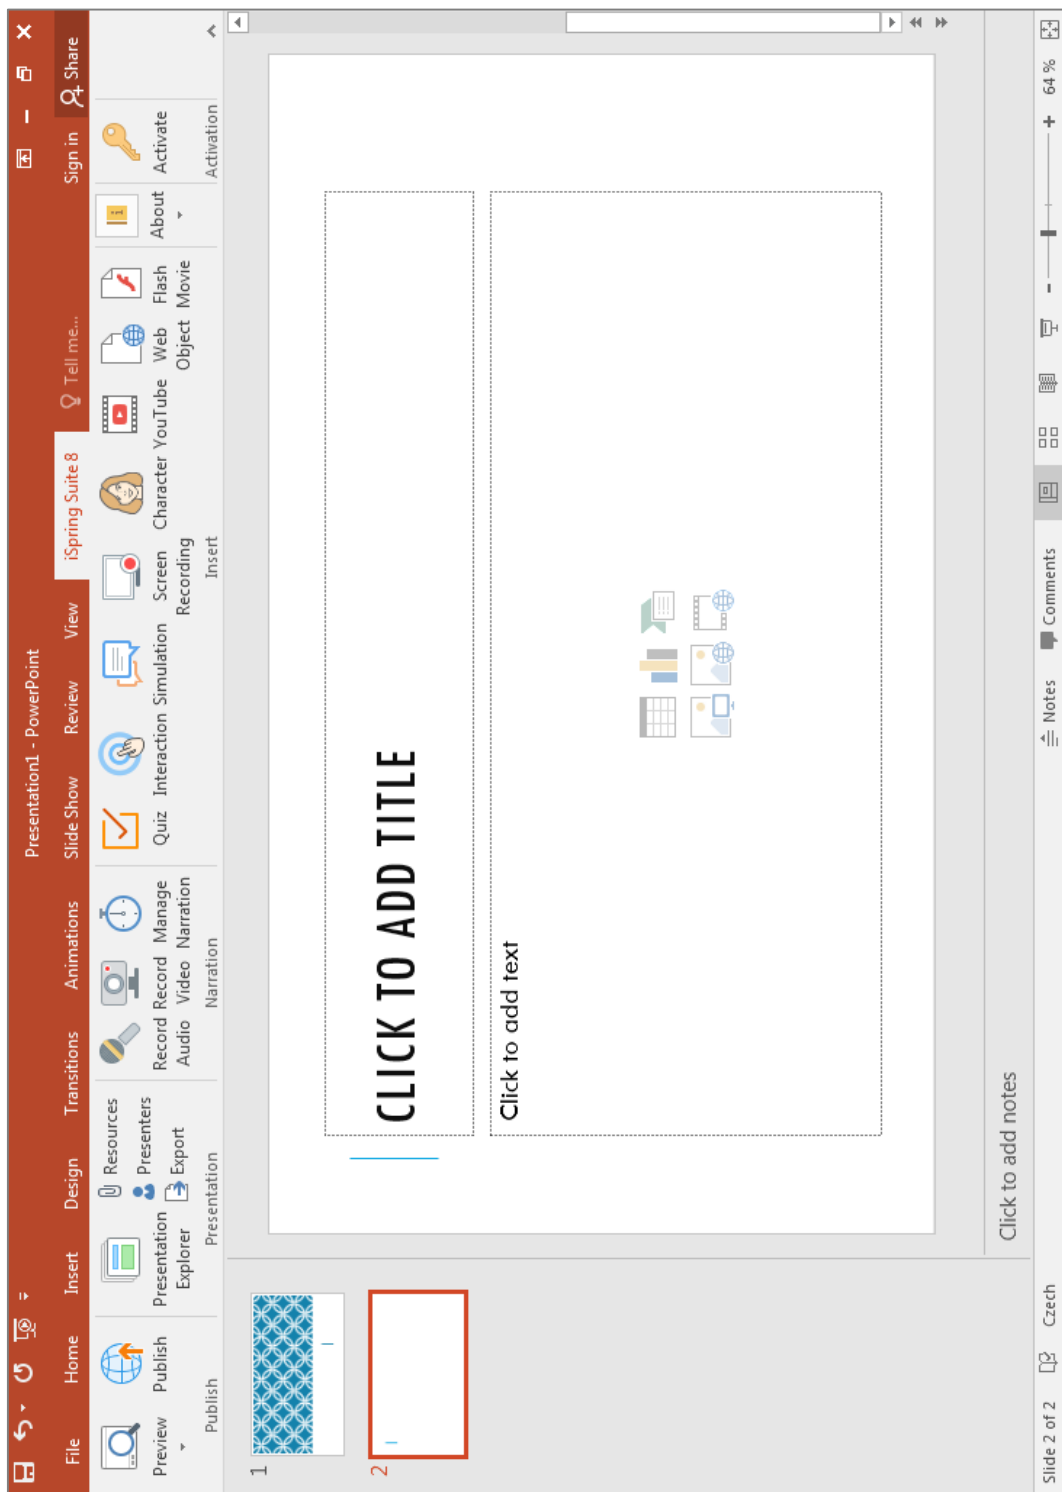 Presentation1 - PowerPoint
File Home Insert Design Transitions Animations Slide Show Review View iSpring Suite 8 Tell me... Sign in Share
Preview Publish
Publish
Presentation Explorer
Resources
Presenters
Export
Presentation
Record Audio
Record Video
Manage Narration
Narration
Quiz
Interaction
Simulation
Screen Recording
Character
YouTube
Web Object
Flash Movie
Insert
About
Activate
Activation
1
2
CLICK TO ADD TITLE
Click to add text
Click to add notes
Slide 2 of 2 Czech Notes Comments 64 %